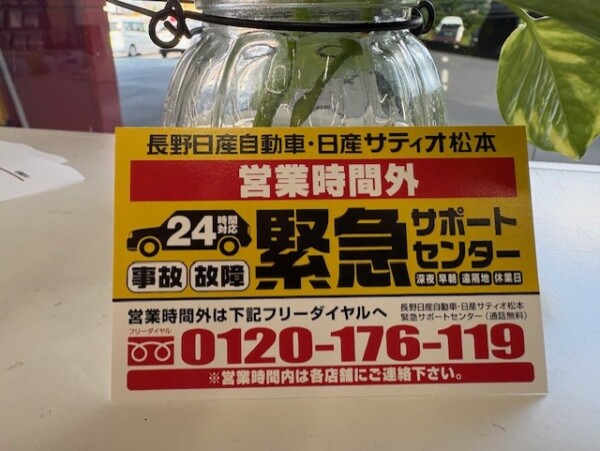 長野日産自動車・日産サティオ松本
営業時間外
24時間対応
緊急
サポートセンター
事故 故障
深夜 早朝 遠隔地 休業日
営業時間外は下記フリーダイヤルへ
長野日産自動車・日産サティオ松本
緊急サポートセンター（通話無料）
フリーダイヤル
0120-176-119
※営業時間内は各店舗にご連絡下さい。